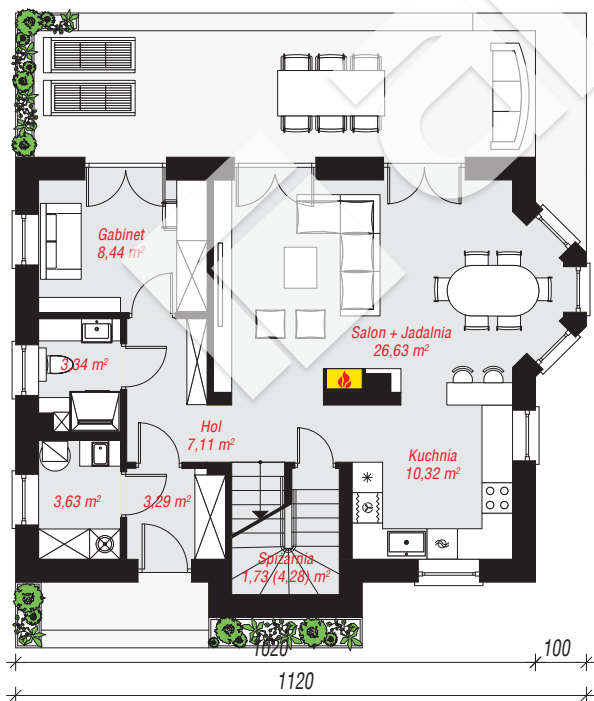 Gabinet
8,44 m²
Salon + Jadalnia
26,63 m²
3,34 m²
Hol
7,11 m²
Kuchnia
10,32 m²
3,63 m²
3,29 m²
Spiżarnia
1,73 (4,28) m²
1020
100
1120